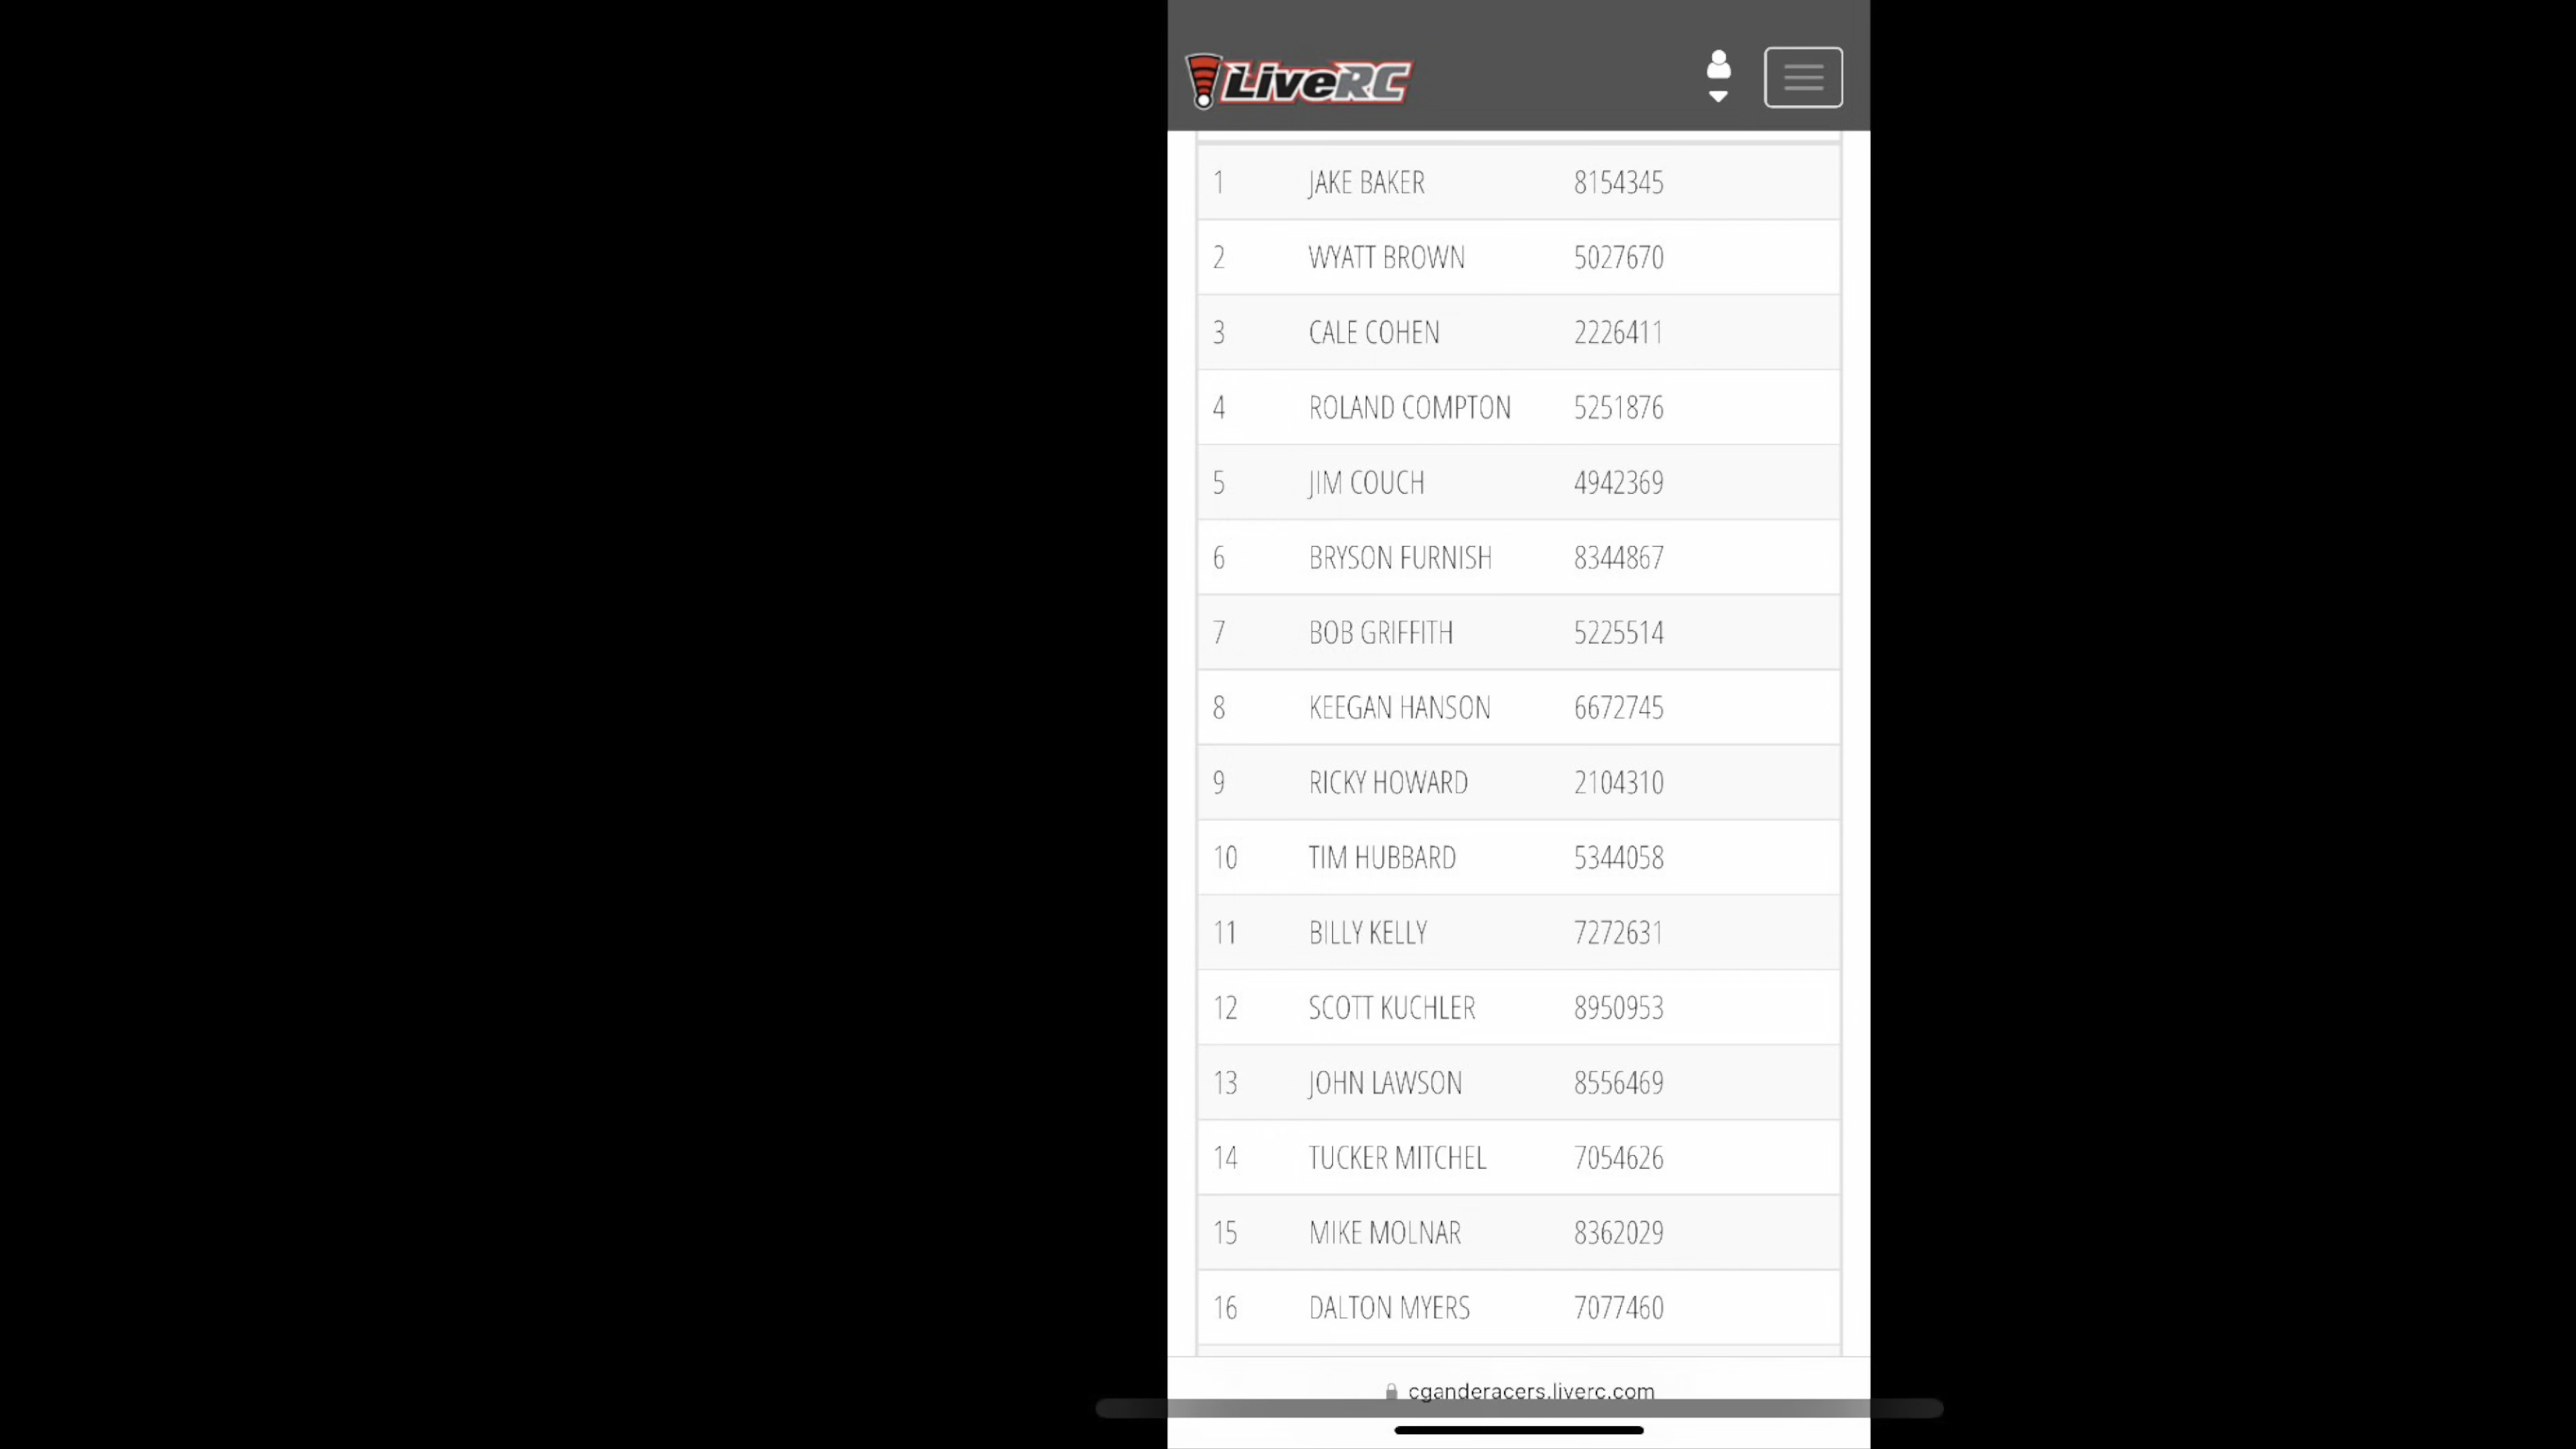 LiveRC
1 JAKE BAKER 8154345
2 WYATT BROWN 5027670
3 CALE COHEN 2226411
4 ROLAND COMPTON 5251876
5 JIM COUCH 4942369
6 BRYSON FURNISH 8344867
7 BOB GRIFFITH 5225514
8 KEEGAN HANSON 6672745
9 RICKY HOWARD 2104310
10 TIM HUBBARD 5344058
11 BILLY KELLY 7272631
12 SCOTT KUCHLER 8950953
13 JOHN LAWSON 8556469
14 TUCKER MITCHEL 7054626
15 MIKE MOLNAR 8362029
16 DALTON MYERS 7077460
cganderacers.liverc.com